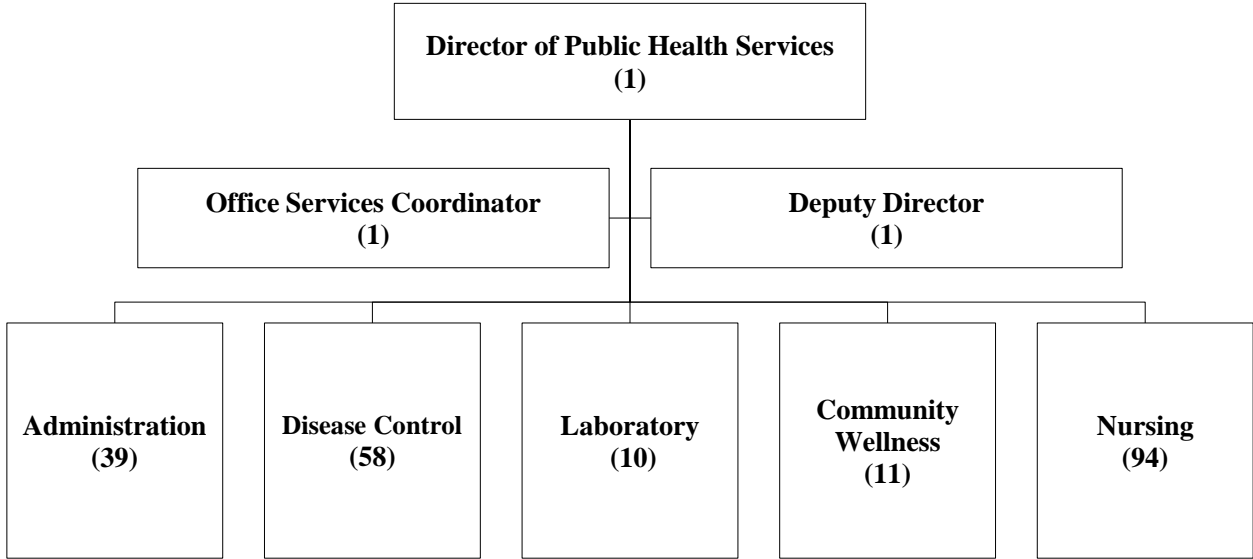 Director of Public Health Services
(1)
Office Services Coordinator
(1)
Deputy Director
(1)
Administration
(39)
Disease Control
(58)
Laboratory
(10)
Community
Wellness
(11)
Nursing
(94)